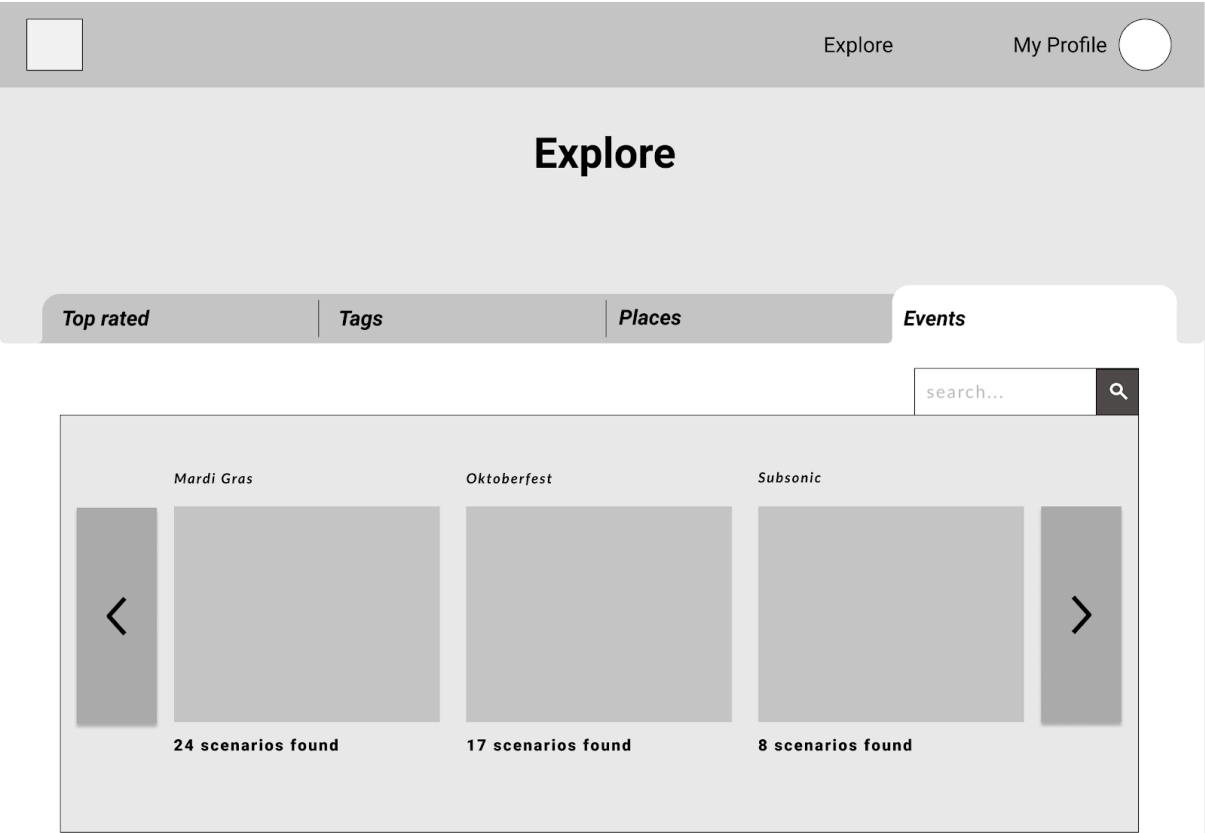 Explore
My Profile
Explore
Top rated
Tags
Places
Events
search...
Mardi Gras
Oktoberfest
Subsonic
24 scenarios found
17 scenarios found
8 scenarios found